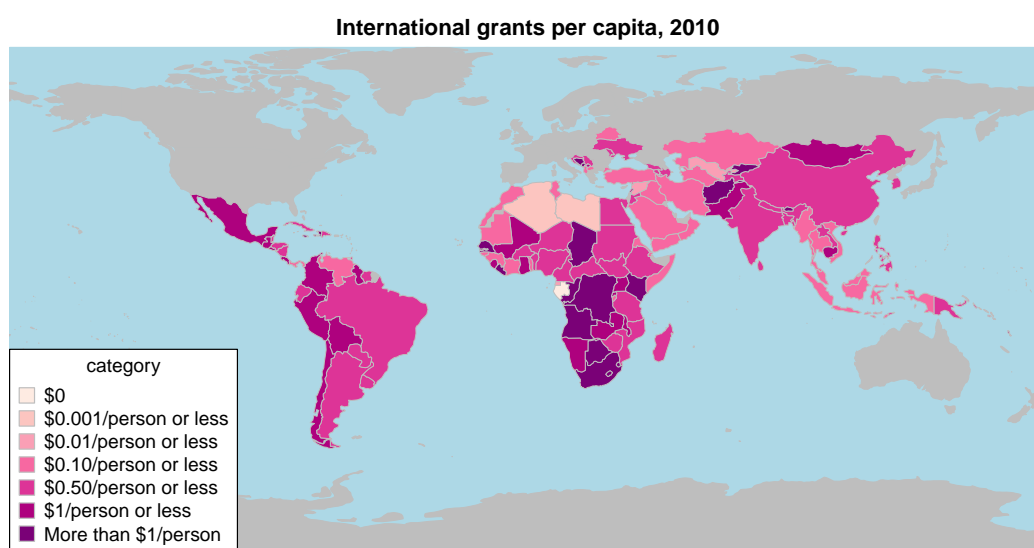 International grants per capita, 2010
category
$0
$0.001/person or less
$0.01/person or less
$0.10/person or less
$0.50/person or less
$1/person or less
More than $1/person